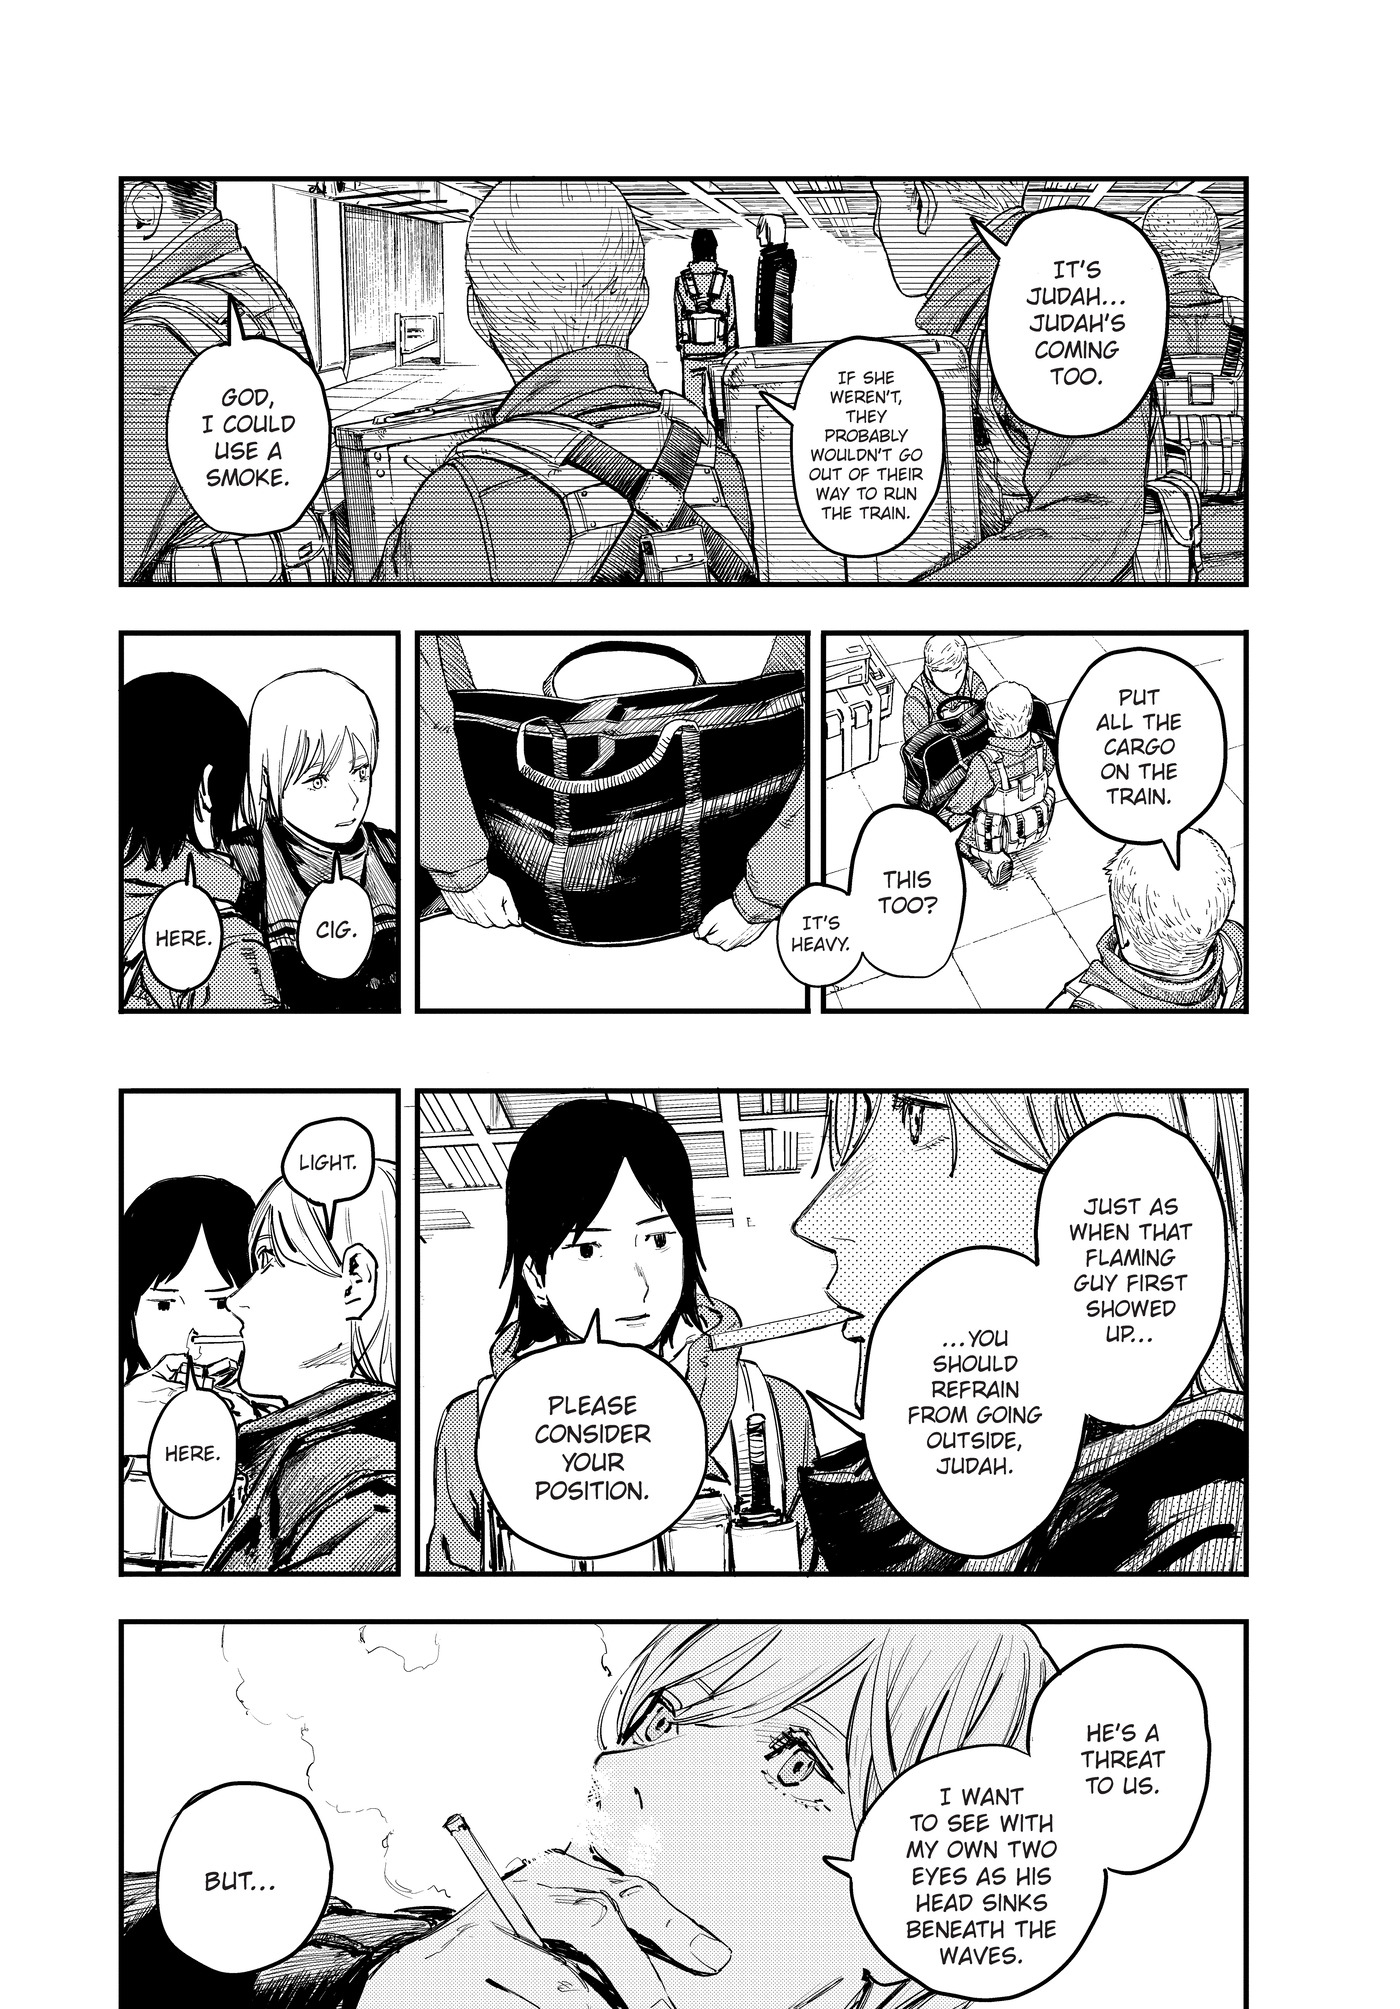 IT'S
JUDAH...
JUDAH'S
COMING
TOO.
IF SHE
WEREN'T,
THEY
PROBABLY
WOULDN'T GO
OUT OF THEIR
WAY TO RUN
THE TRAIN.
GOD,
I COULD
USE A
SMOKE.
PUT
ALL THE
CARGO
ON THE
TRAIN.
THIS
TOO?
IT'S
HEAVY.
CIG.
HERE.
JUST AS
WHEN THAT
FLAMING
GUY FIRST
SHOWED
UP...
...YOU
SHOULD
REFRAIN
FROM GOING
OUTSIDE,
JUDAH.
PLEASE
CONSIDER
YOUR
POSITION.
LIGHT.
HERE.
HE'S A
THREAT
TO US.
I WANT
TO SEE WITH
MY OWN TWO
EYES AS HIS
HEAD SINKS
BENEATH THE
WAVES.
BUT...